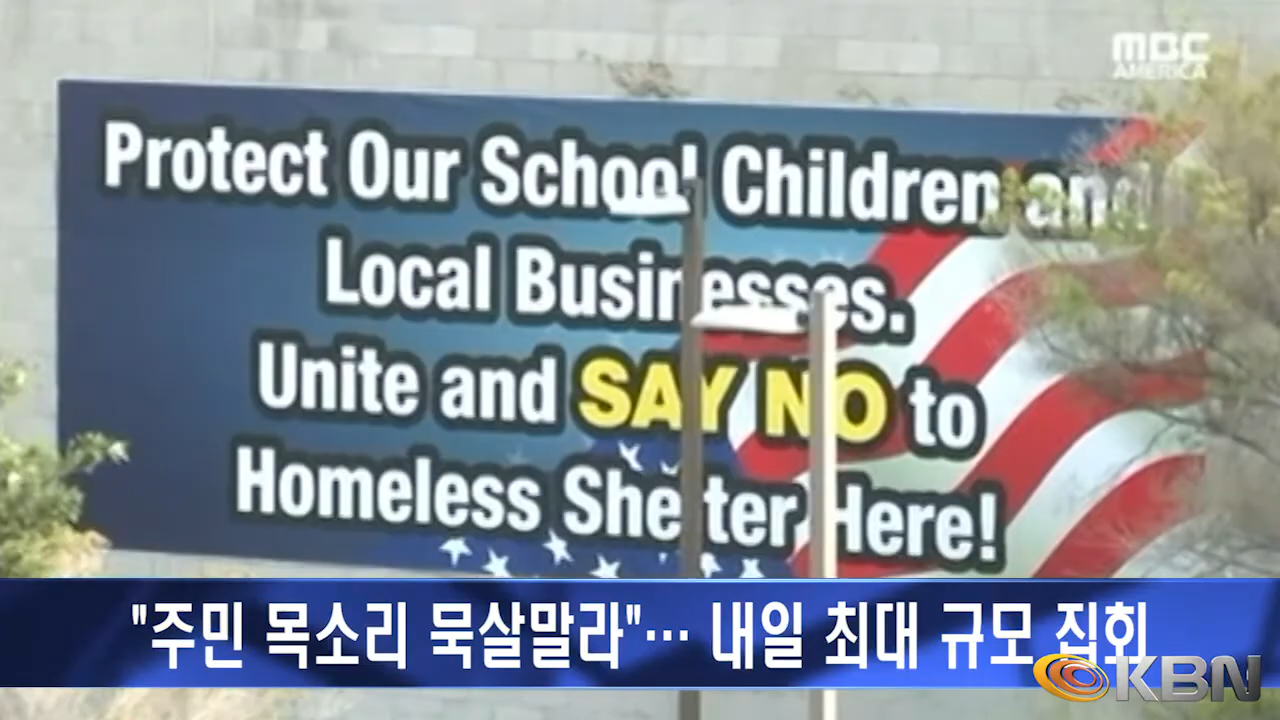 MBC
AMERICA
Protect Our School Children and
Local Businesses.
Unite and SAY NO to
Homeless Shelter Here!
"주민 목소리 묵살말라"… 내일 최대 규모 집회
KBN